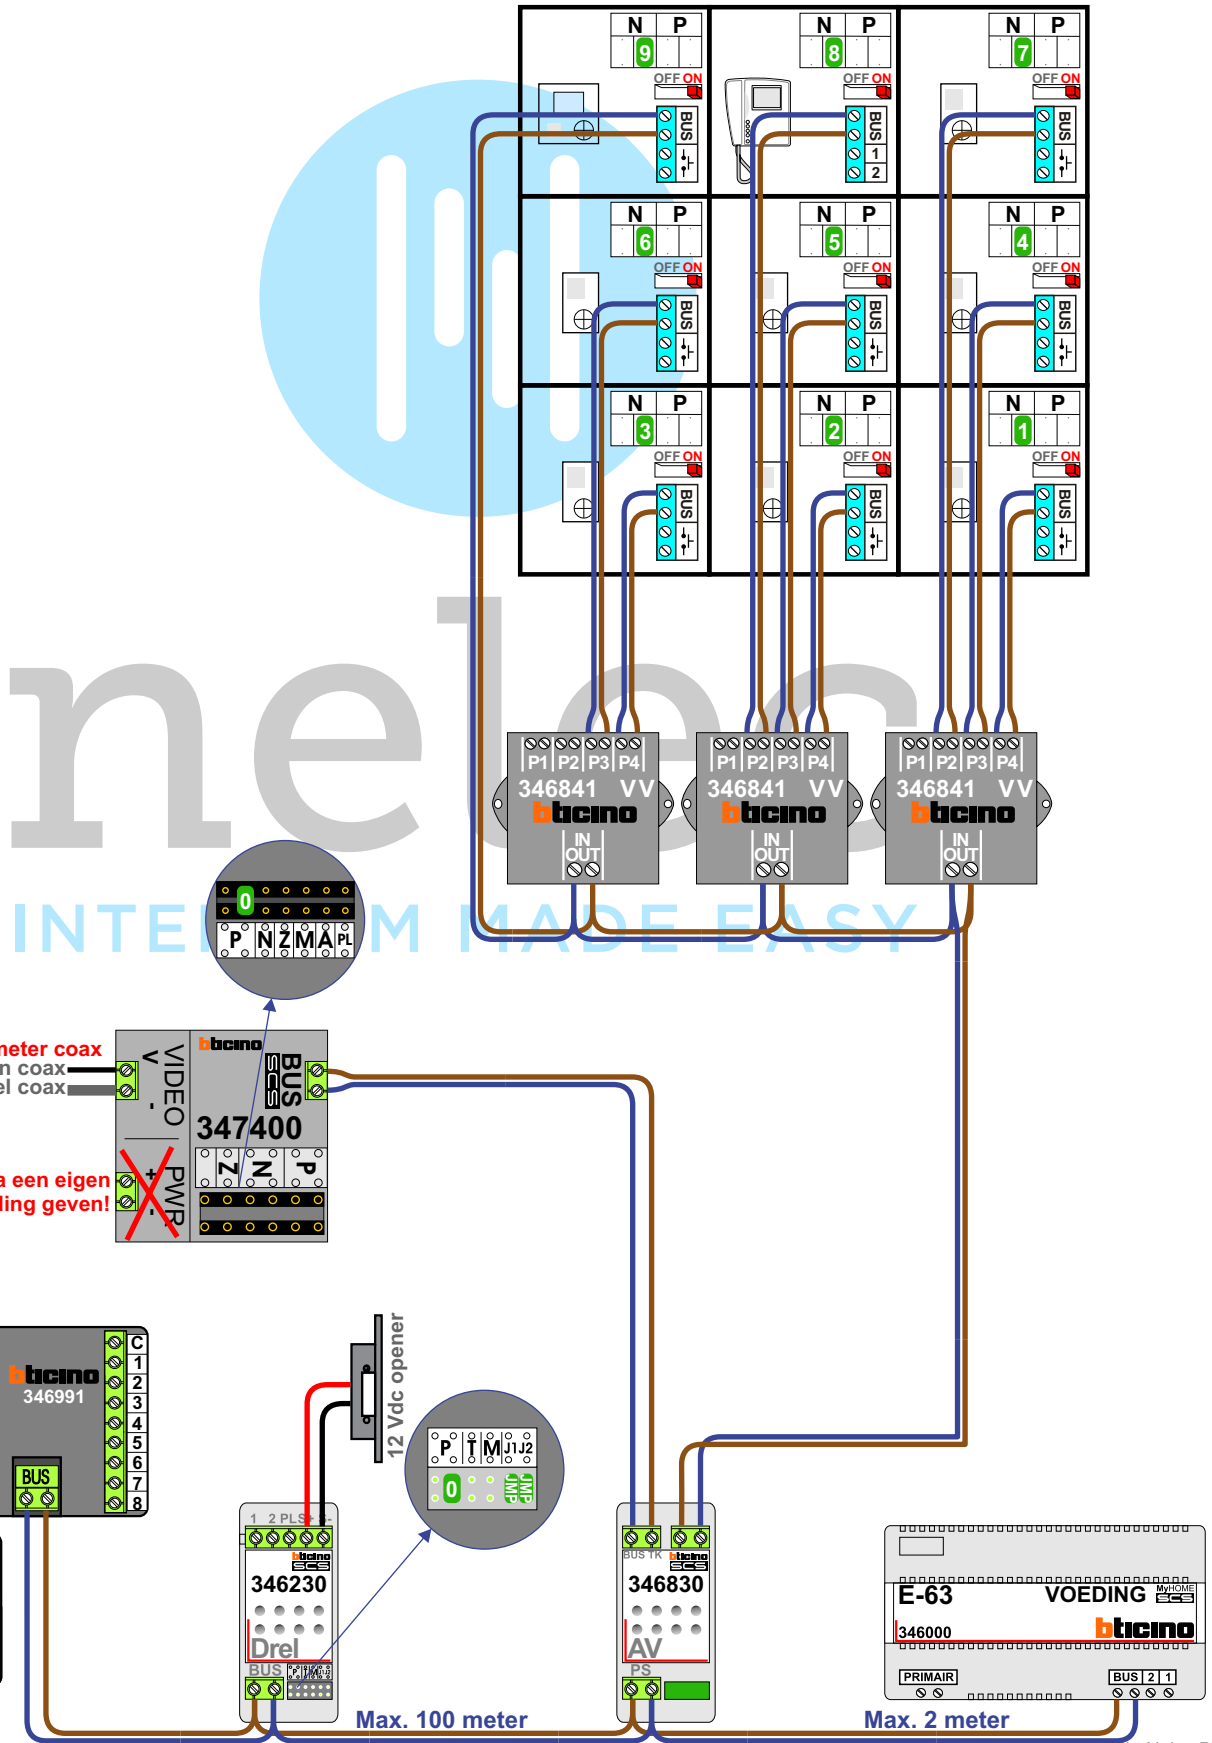 N P N P N P
9 8 7
OFF ON OFF ON OFF ON
BUS BUS BUS
1
2
N P N P N P
6 5 4
OFF ON OFF ON OFF ON
BUS BUS BUS
N P N P N P
3 2 1
OFF ON OFF ON OFF ON
BUS BUS BUS
nelec
P1 P2 P3 P4 P1 P2 P3 P4 P1 P2 P3 P4
346841 VV 346841 VV 346841 VV
bticino bticino bticino
IN IN IN
OUT OUT OUT
INTE M MADE EASY
0
P N Z M A PL
meter coax
n coax
el coax
V -
VIDEO
bticino
BUS
SCS
347400
Z N P
+ -
PWR
a een eigen
ling geven!
bticino
346991
C
1
2
3
4
5
6
7
8
BUS
12 Vdc opener
P T M J1 J2
0 JMP JMP
1 2 PL S+ S-
bticino
SCS
346230
Drel
BUS P T M J1 J2
BUS TK bticino
SCS
346830
AV
PS
E-63 VOEDING MyHOME
SCS
346000 bticino
PRIMAIR BUS 2 1
Max. 100 meter Max. 2 meter